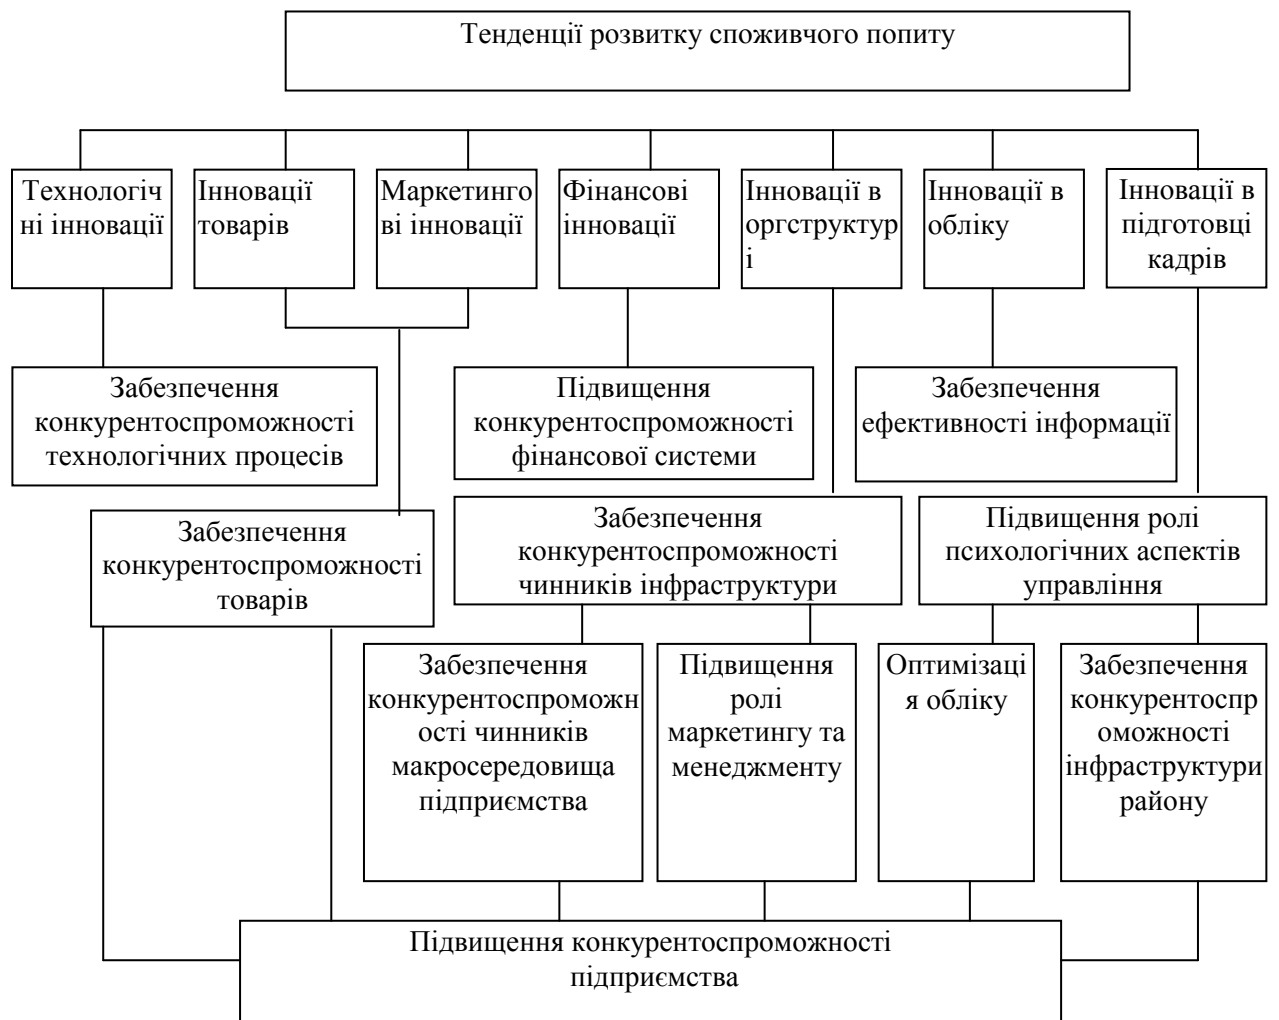 Тенденції розвитку споживчого попиту
Технологіч
ні інновації
Інновації
товарів
Маркетинго
ві інновації
Фінансові
інновації
Інновації в
оргструктур
і
Інновації в
обліку
Інновації в
підготовці
кадрів
Забезпечення
конкурентоспроможності
технологічних процесів
Підвищення
конкурентоспроможності
фінансової системи
Забезпечення
ефективності інформації
Забезпечення
конкурентоспроможності
товарів
Забезпечення
конкурентоспроможності
чинників інфраструктури
Підвищення ролі
психологічних аспектів
управління
Забезпечення
конкурентоспроможн
ості чинників
макросередовища
підприємства
Підвищення
ролі
маркетингу та
менеджменту
Оптимізаці
я обліку
Забезпечення
конкурентоспр
оможності
інфраструктури
району
Підвищення конкурентоспроможності
підприємства